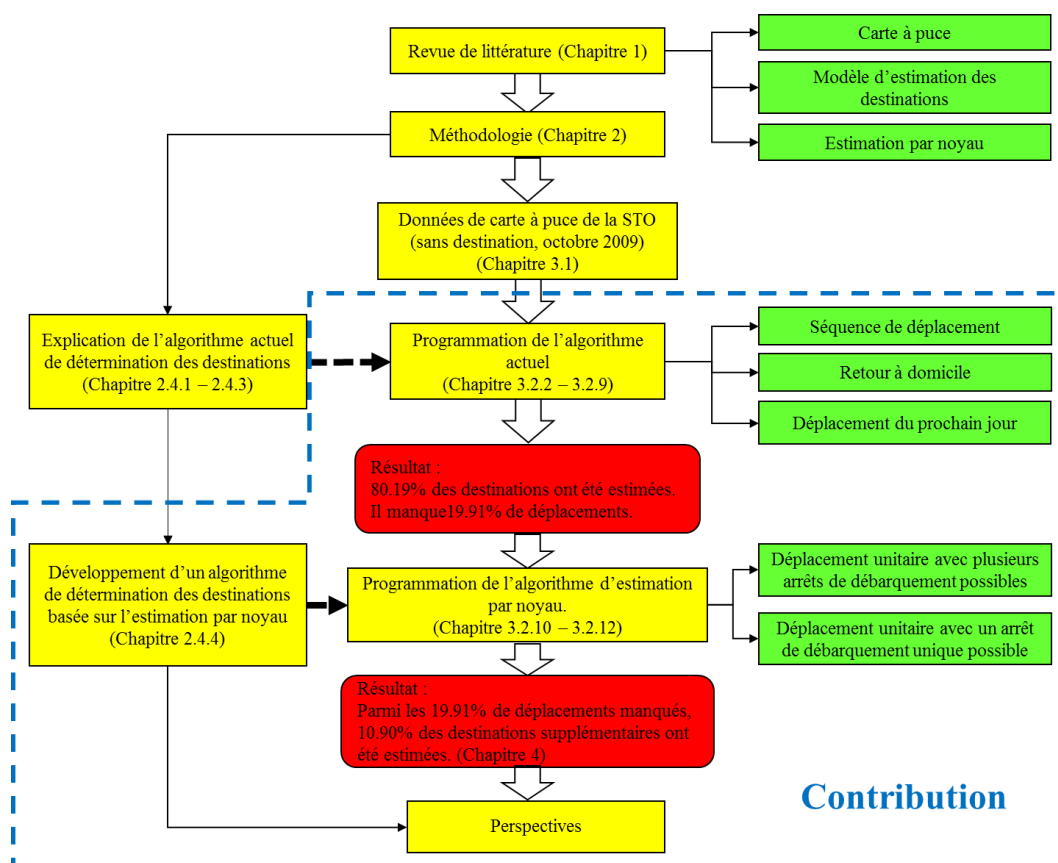 Revue de littérature (Chapitre 1)
Carte à puce
Modèle d’estimation des
destinations
Estimation par noyau
Méthodologie (Chapitre 2)
Données de carte à puce de la STO
(sans destination, octobre 2009)
(Chapitre 3.1)
Explication de l’algorithme actuel
de détermination des destinations
(Chapitre 2.4.1 – 2.4.3)
Programmation de l’algorithme
actuel
(Chapitre 3.2.2 – 3.2.9)
Séquence de déplacement
Retour à domicile
Déplacement du prochain jour
Résultat :
80.19% des destinations ont été estimées.
Il manque19.91% de déplacements.
Développement d’un algorithme
de détermination des destinations
basée sur l’estimation par noyau
(Chapitre 2.4.4)
Programmation de l’algorithme d’estimation
par noyau.
(Chapitre 3.2.10 – 3.2.12)
Déplacement unitaire avec plusieurs
arrêts de débarquement possibles
Déplacement unitaire avec un arrêt
de débarquement unique possible
Résultat :
Parmi les 19.91% de déplacements manqués,
10.90% des destinations supplémentaires ont
été estimées. (Chapitre 4)
Contribution
Perspectives